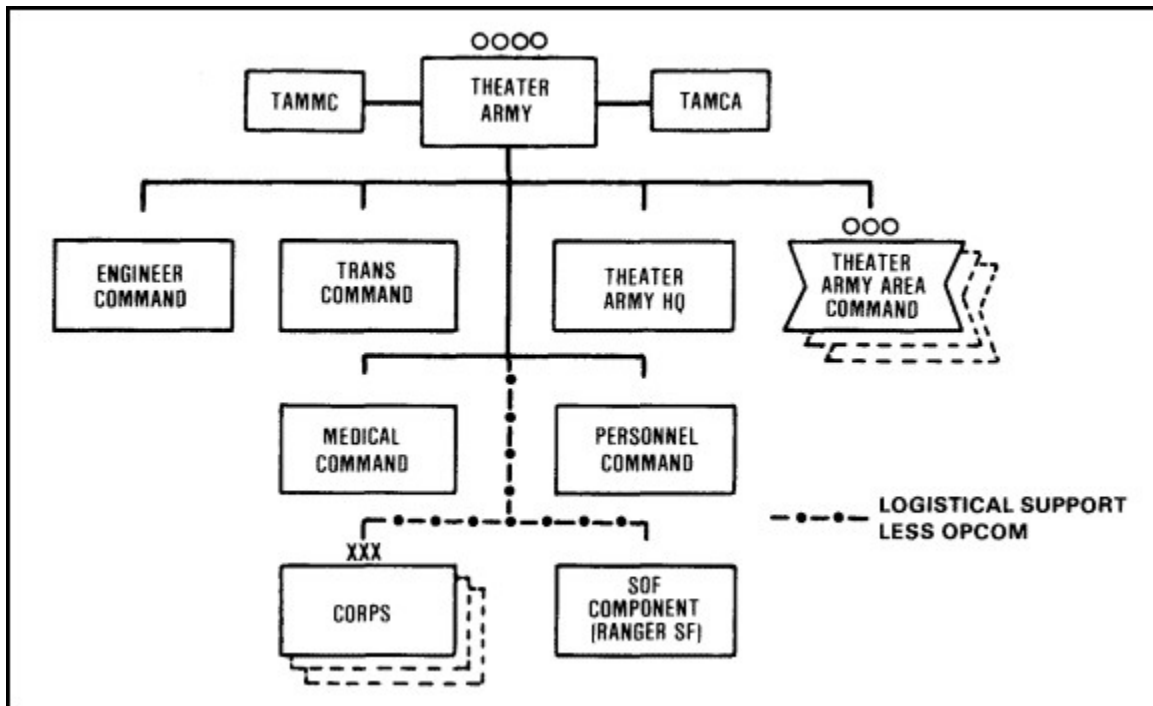 TAMMC
THEATER
ARMY
TAMCA
ENGINEER
COMMAND
TRANS
COMMAND
THEATER
ARMY HQ
THEATER
ARMY AREA
COMMAND
MEDICAL
COMMAND
PERSONNEL
COMMAND
LOGISTICAL SUPPORT
LESS OPCOM
XXX
CORPS
SOF
COMPONENT
(RANGER SF)